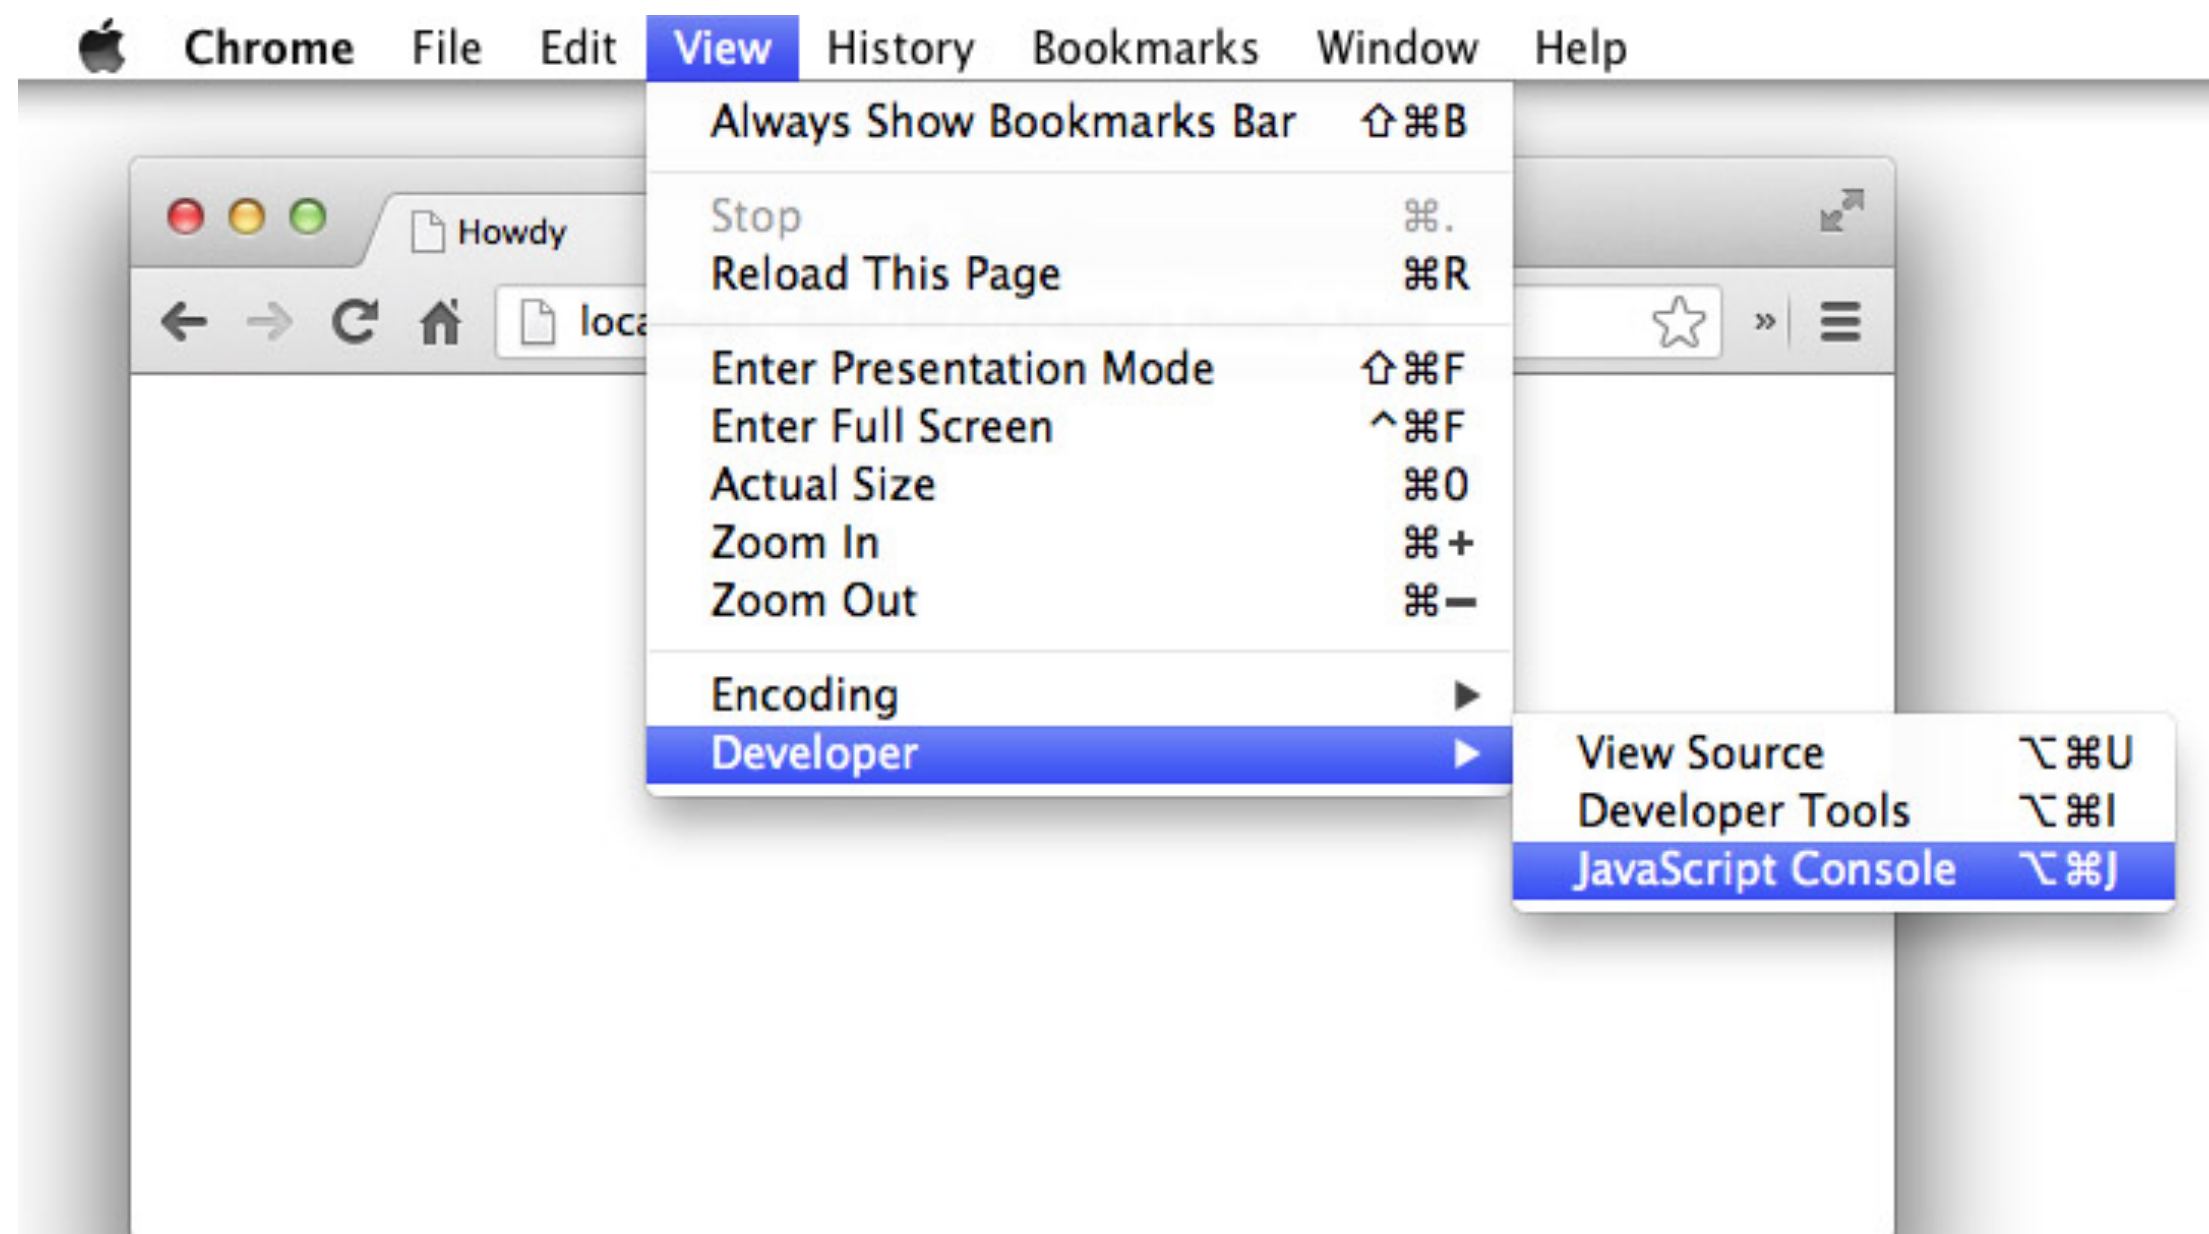 Chrome File Edit View History Bookmarks Window Help
Always Show Bookmarks Bar ⇧⌘B
Howdy
Stop ⌘.
Reload This Page ⌘R
loca
Enter Presentation Mode ⇧⌘F
Enter Full Screen ^⌘F
Actual Size ⌘0
Zoom In ⌘+
Zoom Out ⌘−
Encoding ▶
Developer ▶
View Source ⌥⌘U
Developer Tools ⌥⌘I
JavaScript Console ⌥⌘J